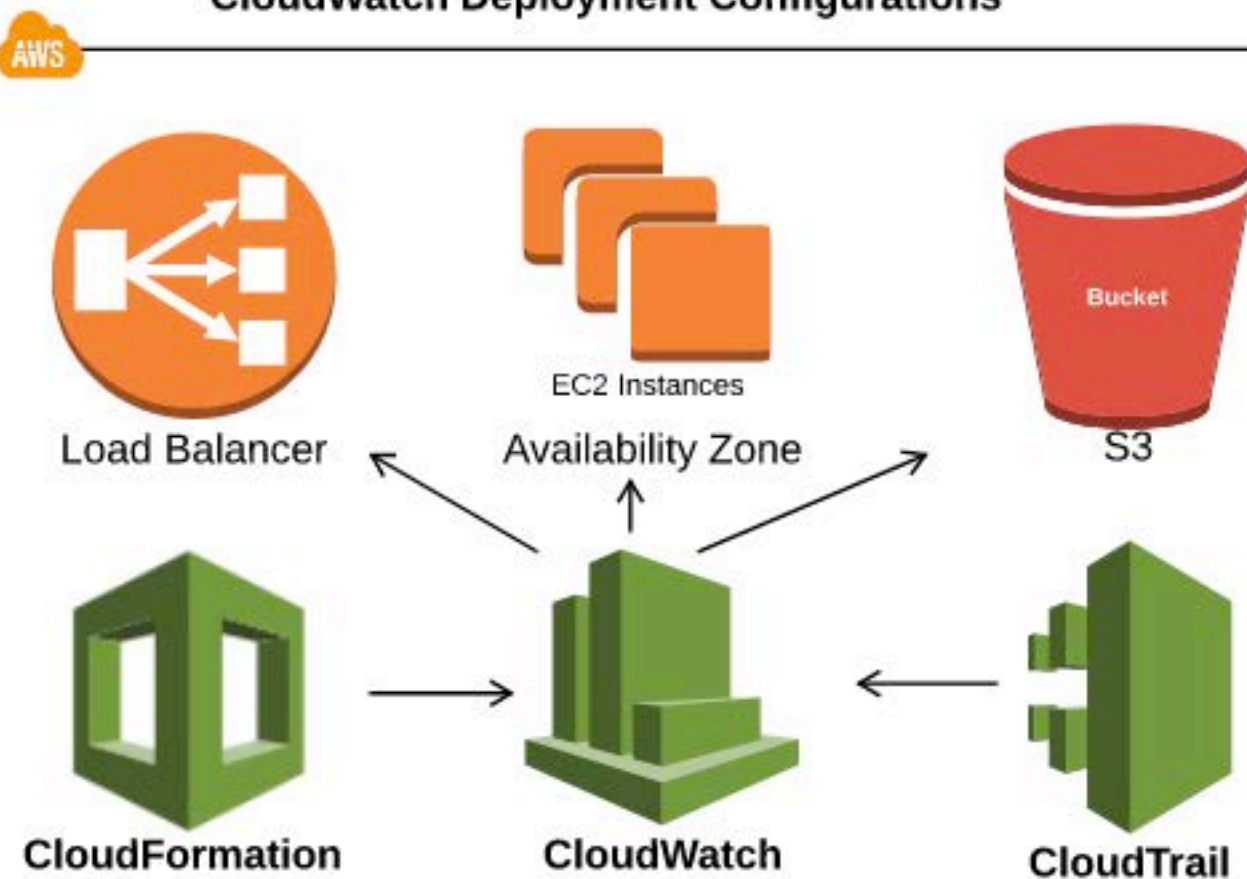 CloudWatch Deployment Configurations
AWS
Bucket
EC2 Instances
Load Balancer
Availability Zone
S3
CloudFormation
CloudWatch
CloudTrail